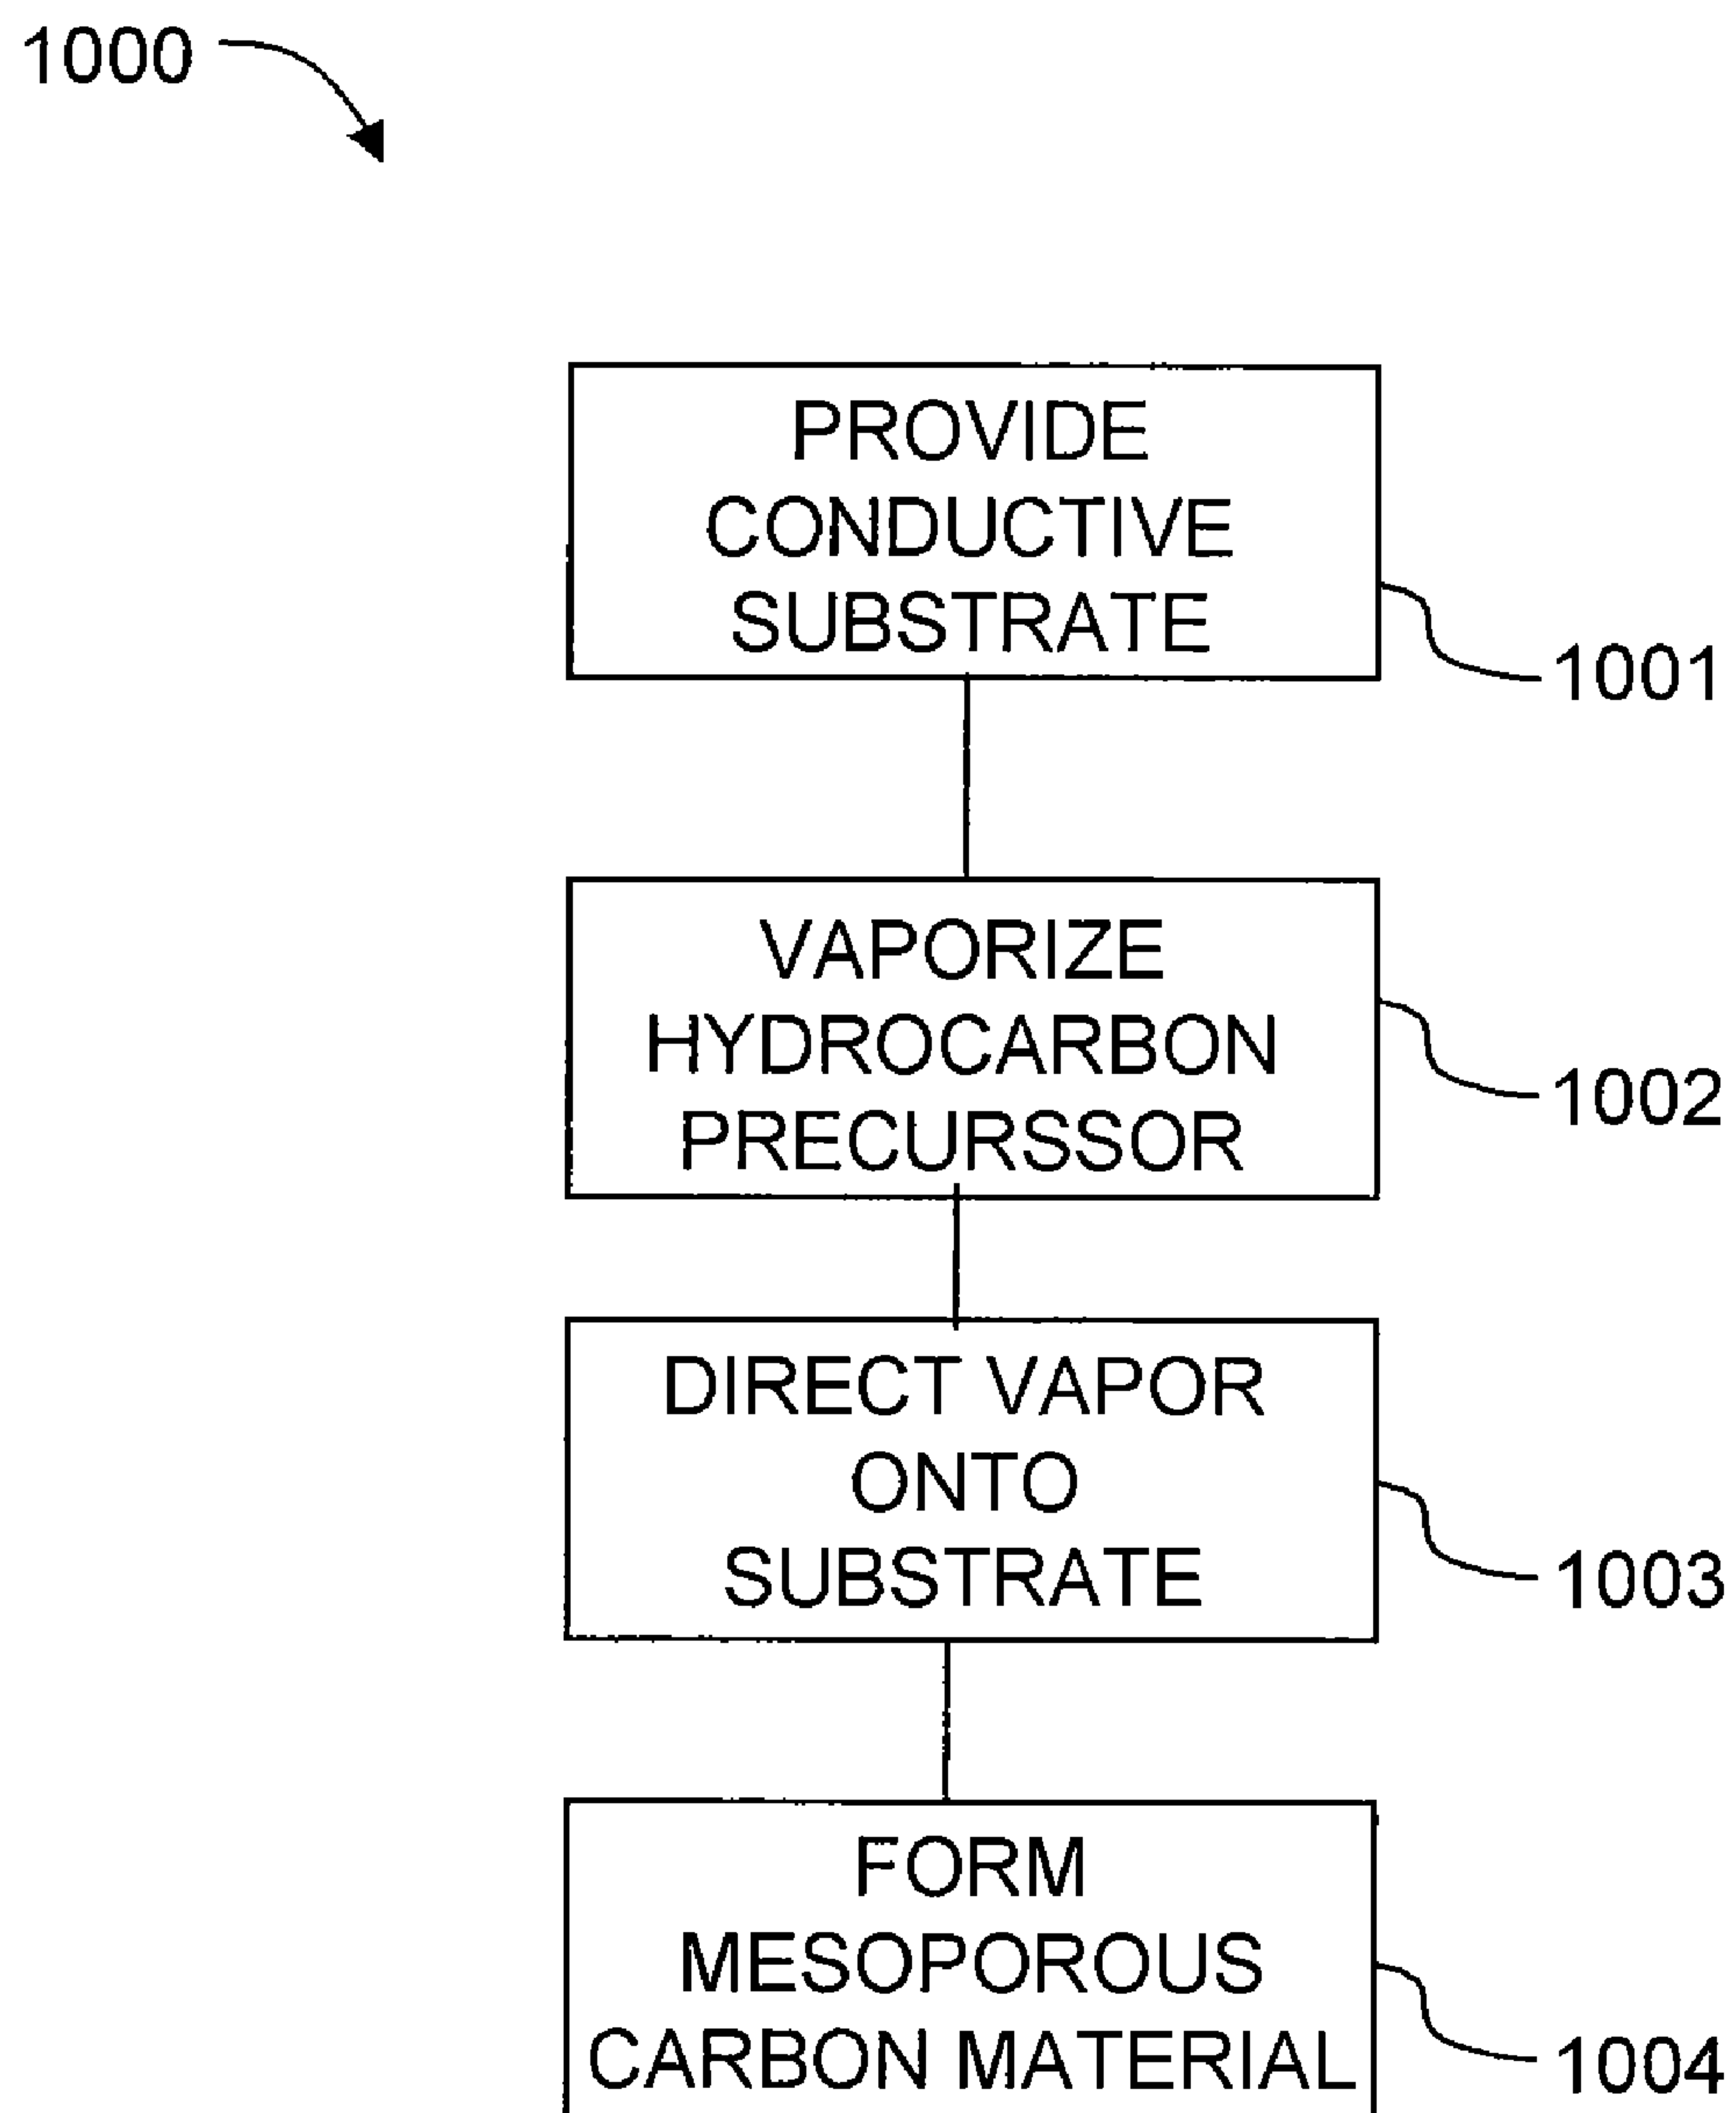 1000
PROVIDE
CONDUCTIVE
SUBSTRATE
1001
VAPORIZE
HYDROCARBON
PRECURSSOR
1002
DIRECT VAPOR
ONTO
SUBSTRATE
1003
FORM
MESOPOROUS
CARBON MATERIAL
1004